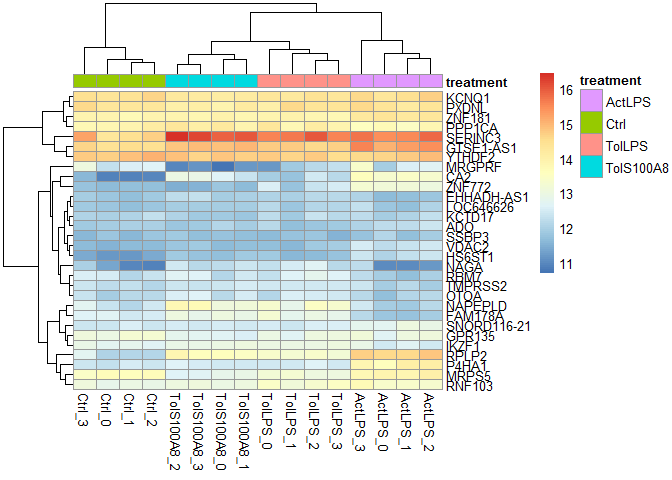 treatment
KCNQ1
PXDNL
ZNF181
PPP1CA
SERINC3
GTSE1-AS1
YTHDF2
MRGPRF
CA2
ZNF772
EHHADH-AS1
LOC646626
KCTD17
ADO
SSBP3
VDAC2
HS6ST1
NAGA
RBM7
TMPRSS2
OTOA
NAPEPLD
FAM178A
SNORD116-21
GPR135
IKZF1
RPLP2
P4HA1
MRPS5
RNF103
Ctrl_3
Ctrl_0
Ctrl_1
Ctrl_2
TolS100A8_2
TolS100A8_3
TolS100A8_0
TolS100A8_1
TolLPS_0
TolLPS_1
TolLPS_2
TolLPS_3
ActLPS_3
ActLPS_0
ActLPS_1
ActLPS_2
16
15
14
13
12
11
treatment
ActLPS
Ctrl
TolLPS
TolS100A8